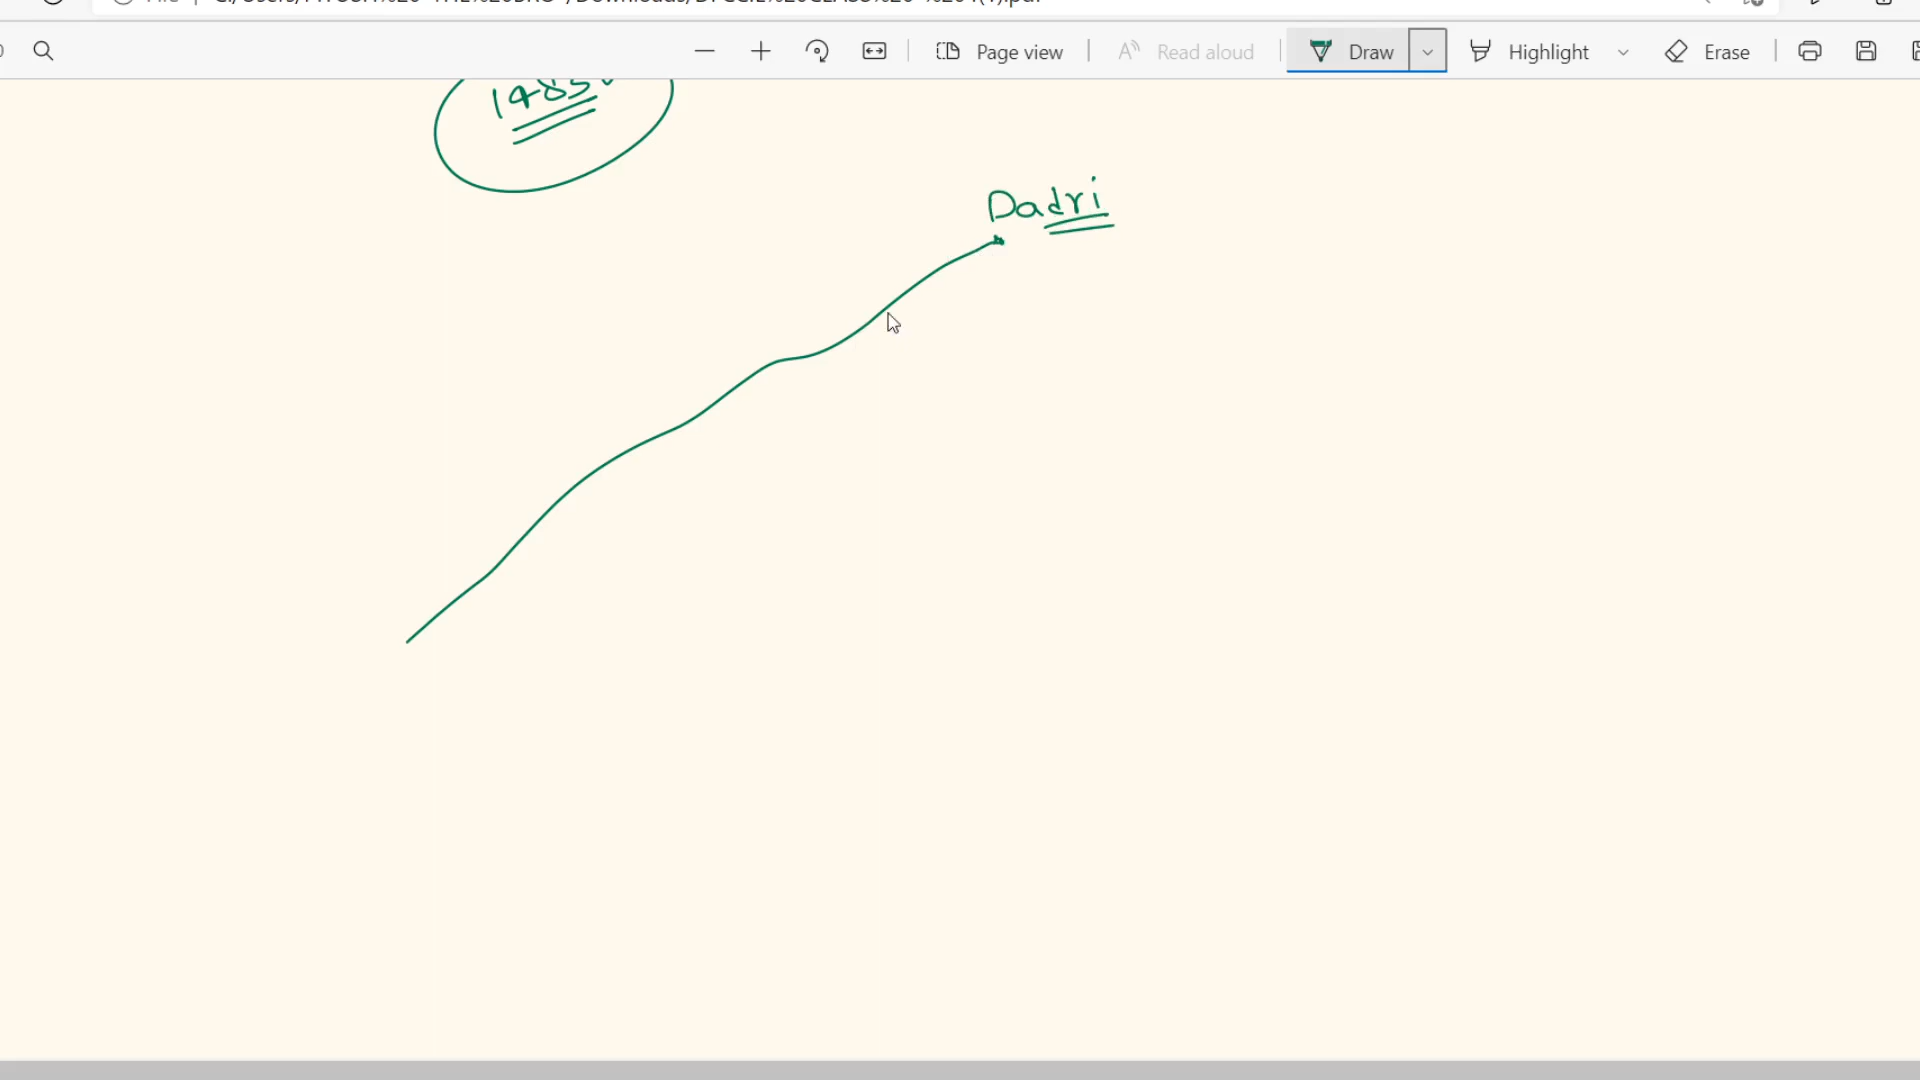 Page view
Read aloud
Draw
Highlight
Erase
Dadri